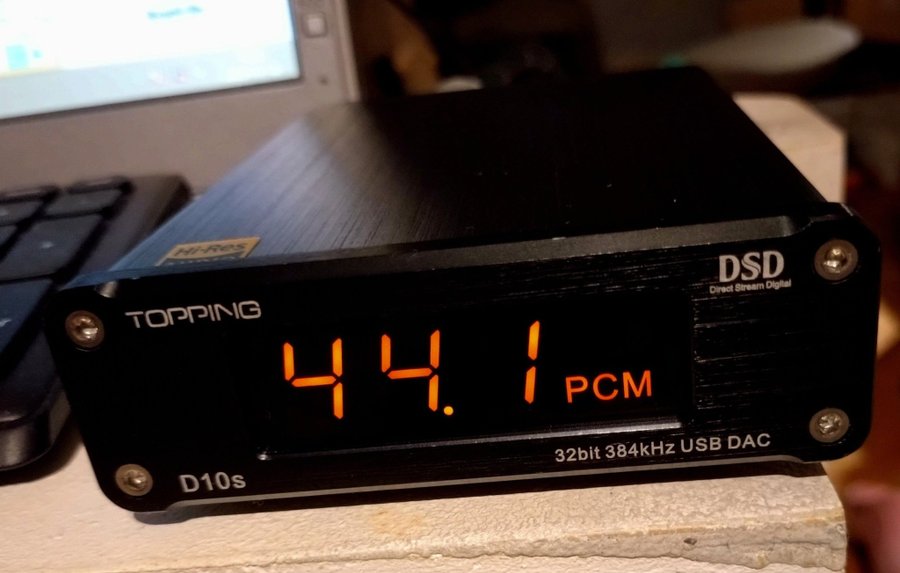 Hi-Res
TOPPING
DSD
Direct Stream Digital
44.1 PCM
32bit 384kHz USB DAC
D10s